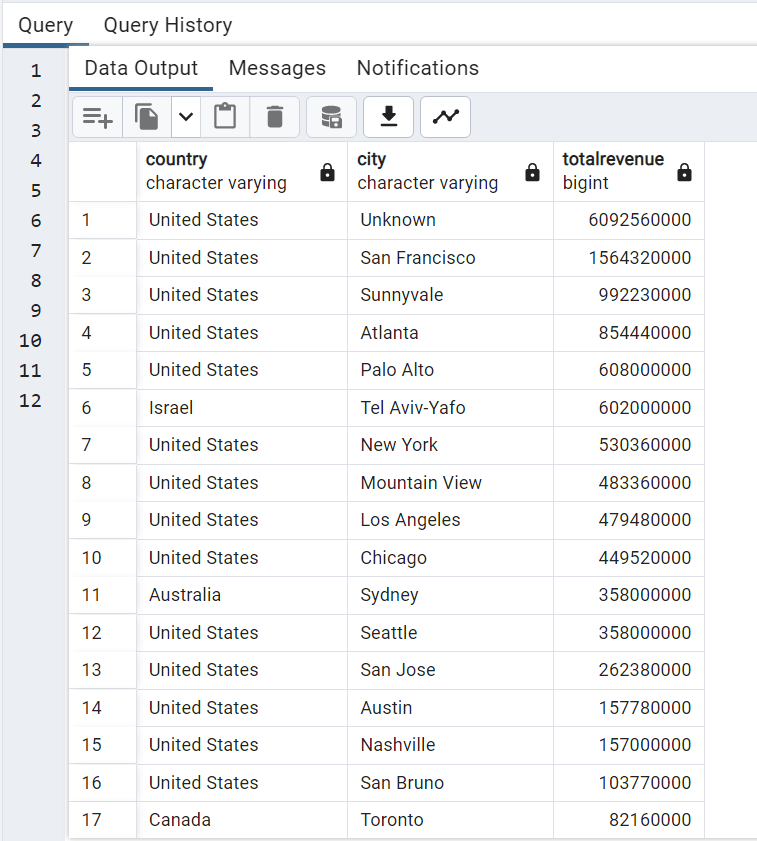 Query Query History
1
2
3
4
5
6
7
8
9
10
11
12
Data Output Messages Notifications
country city totalrevenue
character varying character varying bigint
1 United States Unknown 6092560000
2 United States San Francisco 1564320000
3 United States Sunnyvale 992230000
4 United States Atlanta 854440000
5 United States Palo Alto 608000000
6 Israel Tel Aviv-Yafo 602000000
7 United States New York 530360000
8 United States Mountain View 483360000
9 United States Los Angeles 479480000
10 United States Chicago 449520000
11 Australia Sydney 358000000
12 United States Seattle 358000000
13 United States San Jose 262380000
14 United States Austin 157780000
15 United States Nashville 157000000
16 United States San Bruno 103770000
17 Canada Toronto 82160000